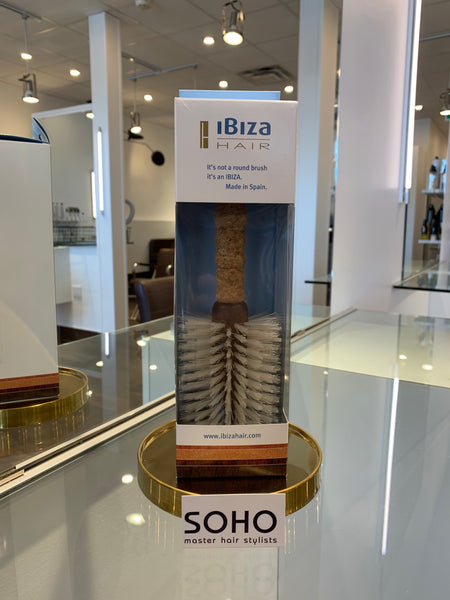 iBiza
HAIR
It's not a round brush
it's an IBIZA.
Made in Spain.
www.ibizahair.com
SOHO
master hair stylists